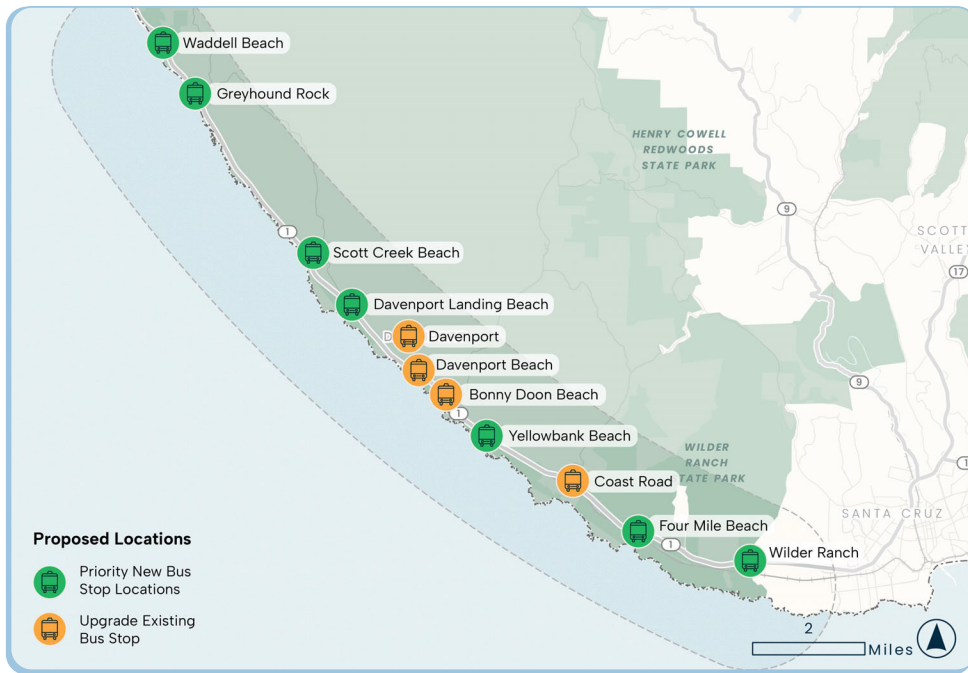 Waddell Beach
Greyhound Rock
HENRY COWELL
REDWOODS
STATE PARK
9
SCOTT
VALLE
1
Scott Creek Beach
17
Davenport Landing Beach
D
Davenport
Davenport Beach
9
Bonny Doon Beach
1
Yellowbank Beach
WILDER
RANCH
TATE PARK
1
Coast Road
SANTA CRUZ
Four Mile Beach
1
Wilder Ranch
Proposed Locations
Priority New Bus
Stop Locations
Upgrade Existing
Bus Stop
2
Miles